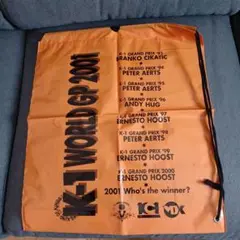 K-1 WORLD GP 2001
K-1 GRAND PRIX '93
BRANKO CIKATIC
K-1 GRAND PRIX '94
PETER AERTS
K-1 GRAND PRIX '95
PETER AERTS
K-1 GRAND PRIX '96
ANDY HUG
K-1 GRAND PRIX '97
ERNESTO HOOST
K-1 GRAND PRIX '98
PETER AERTS
K-1 GRAND PRIX '99
ERNESTO HOOST
K-1 GRAND PRIX 2000
ERNESTO HOOST
2001 Who's the winner?
K-1